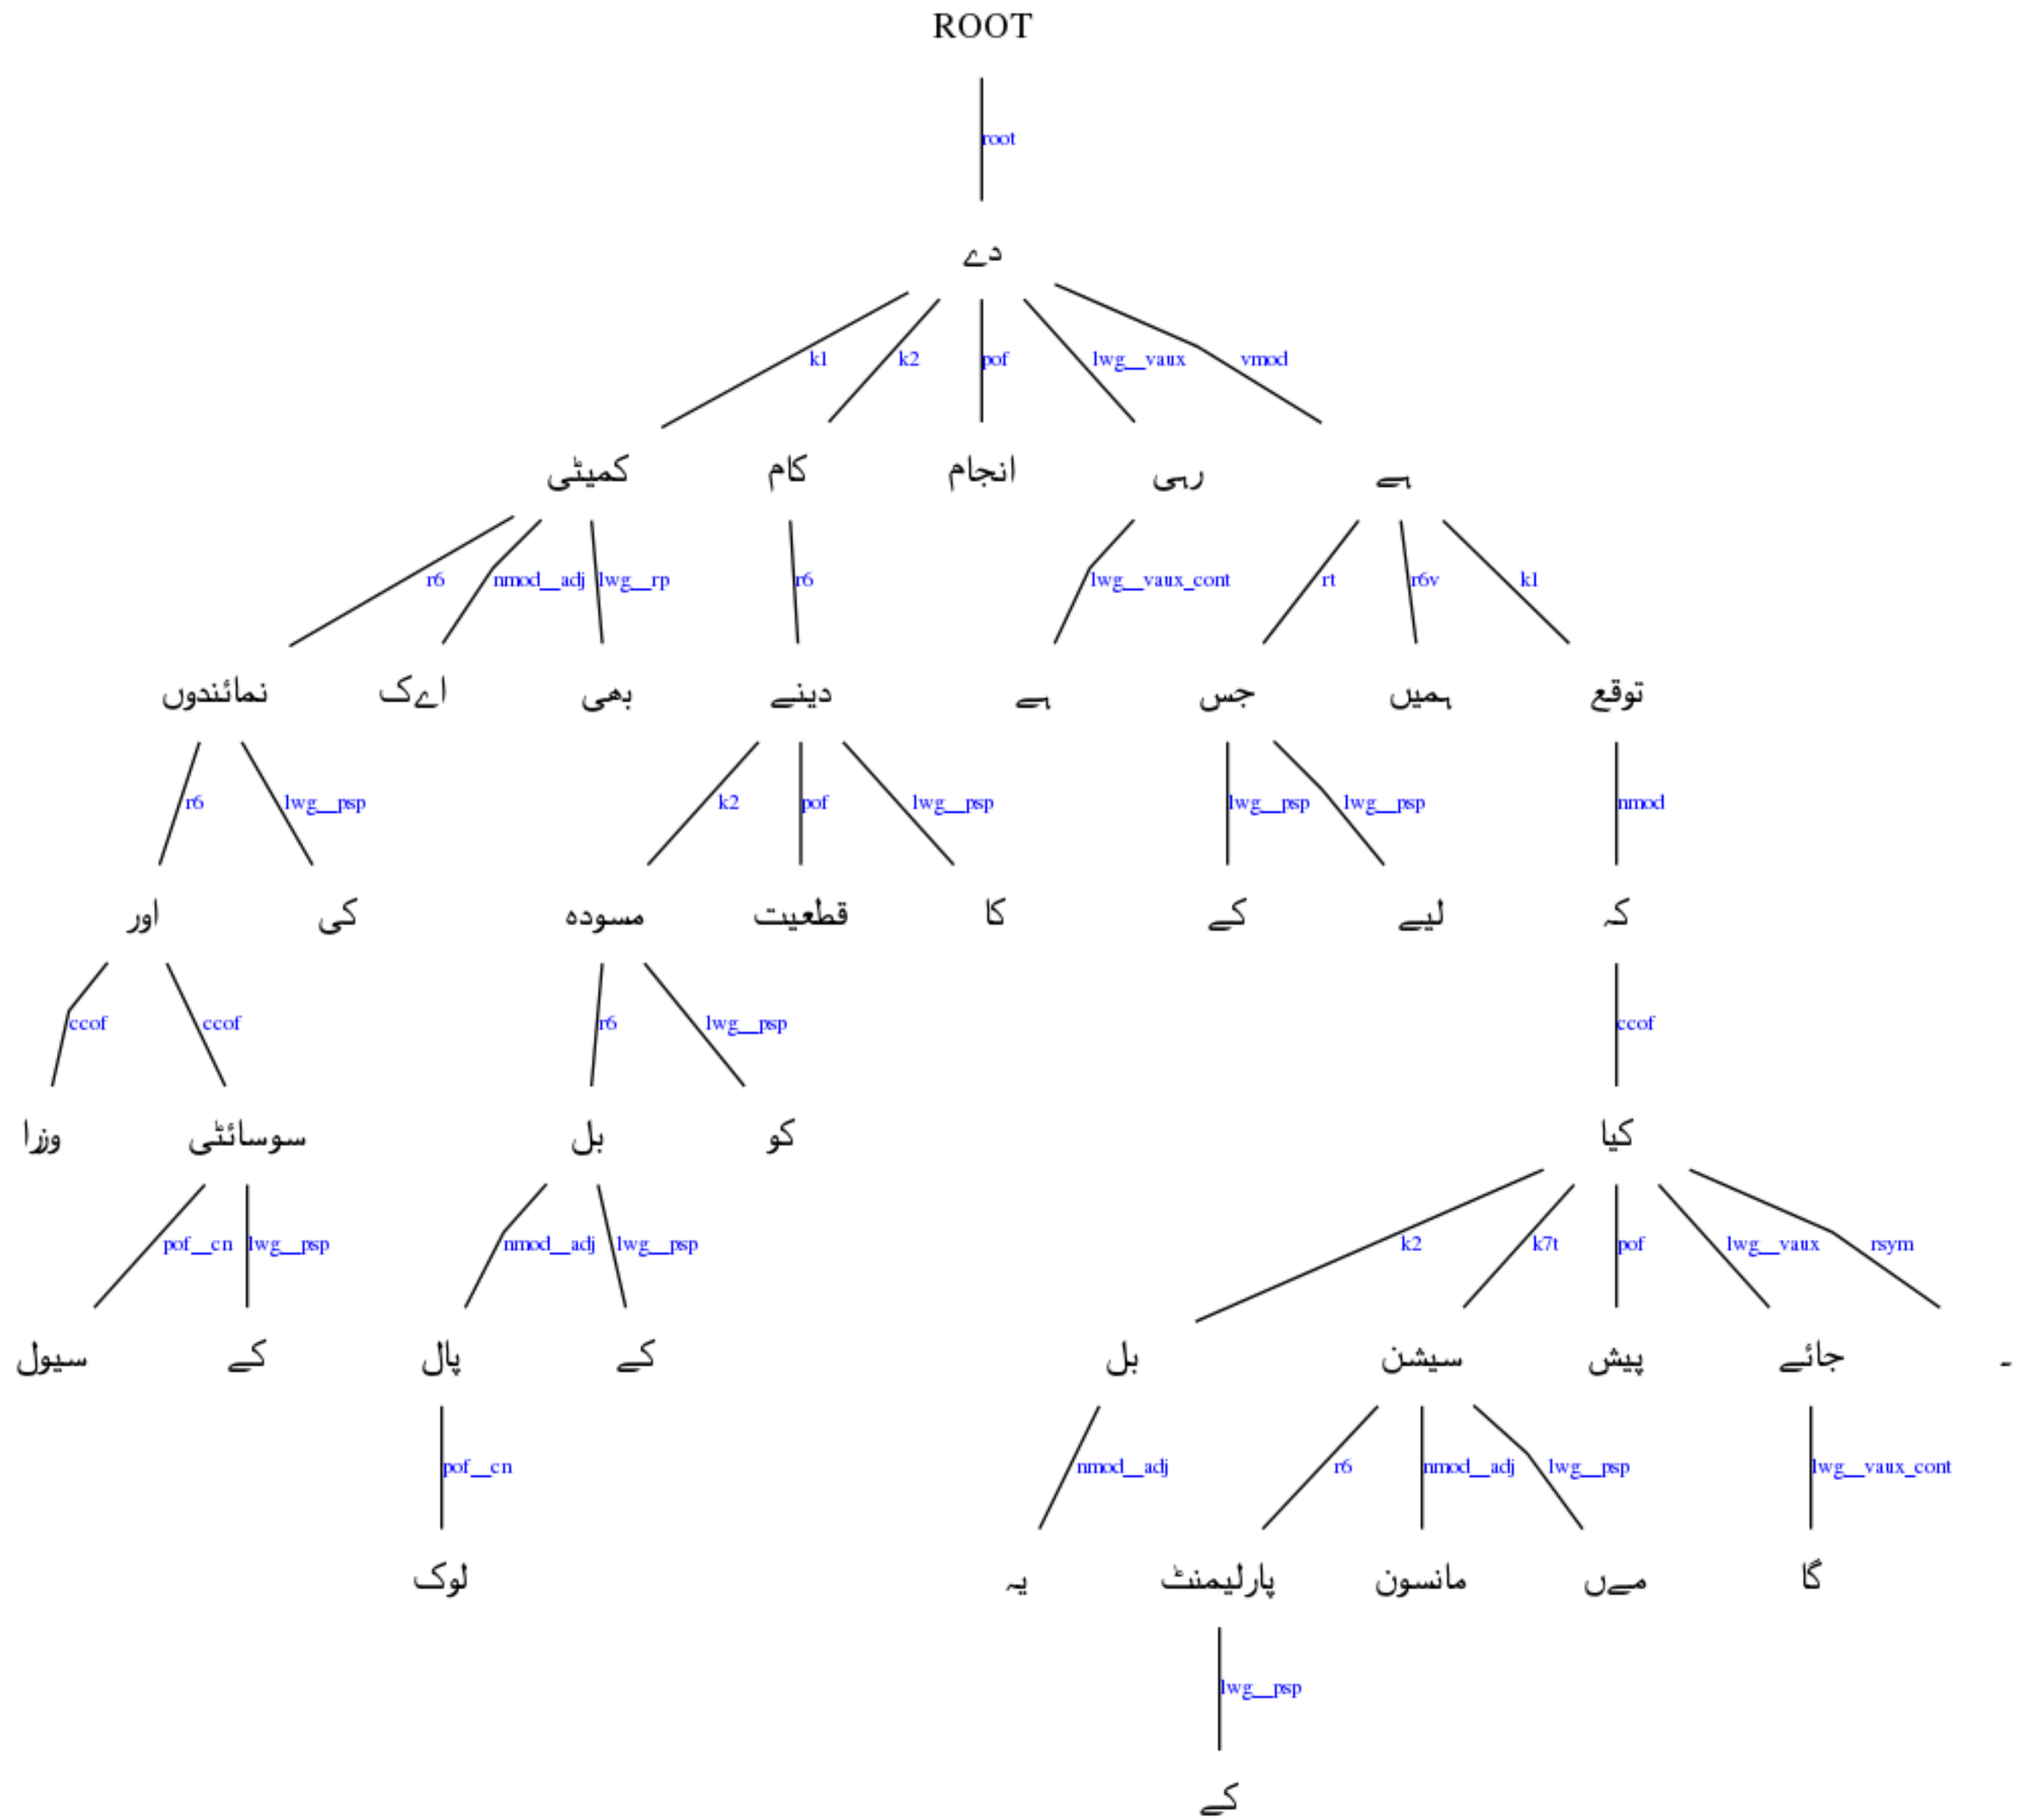 ROOT
root
دے
k1 k2 pof lwg__vaux vmod
کمیٹی کام انجام رہی ہے
r6 nmod__adj lwg__rp r6 lwg__vaux_cont rt r6v k1
نمائندوں اےک بھی دینے ہے جس ہمیں توقع
r6 lwg__psp k2 pof lwg__psp lwg__psp lwg__psp nmod
اور کی مسودہ قطعیت کا کے لیے کہ
ccof ccof r6 lwg__psp ccof
وزرا سوسائٹی بل کو کیا
pof__cn lwg__psp nmod__adj lwg__psp k2 k7t pof lwg__vaux rsym
سیول کے پال کے بل سیشن پیش جائے ۔
pof__cn nmod__adj r6 nmod__adj lwg__psp lwg__vaux_cont
لوک یہ پارلیمنٹ مانسون مےں گا
lwg__psp
کے